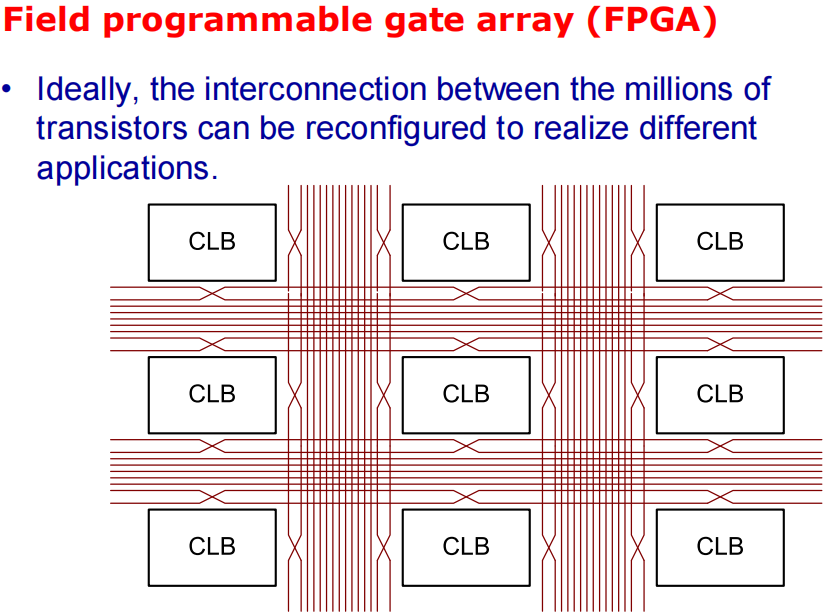 Field programmable gate array (FPGA)
• Ideally, the interconnection between the millions of
transistors can be reconfigured to realize different
applications.
CLB CLB CLB
CLB CLB CLB
CLB CLB CLB